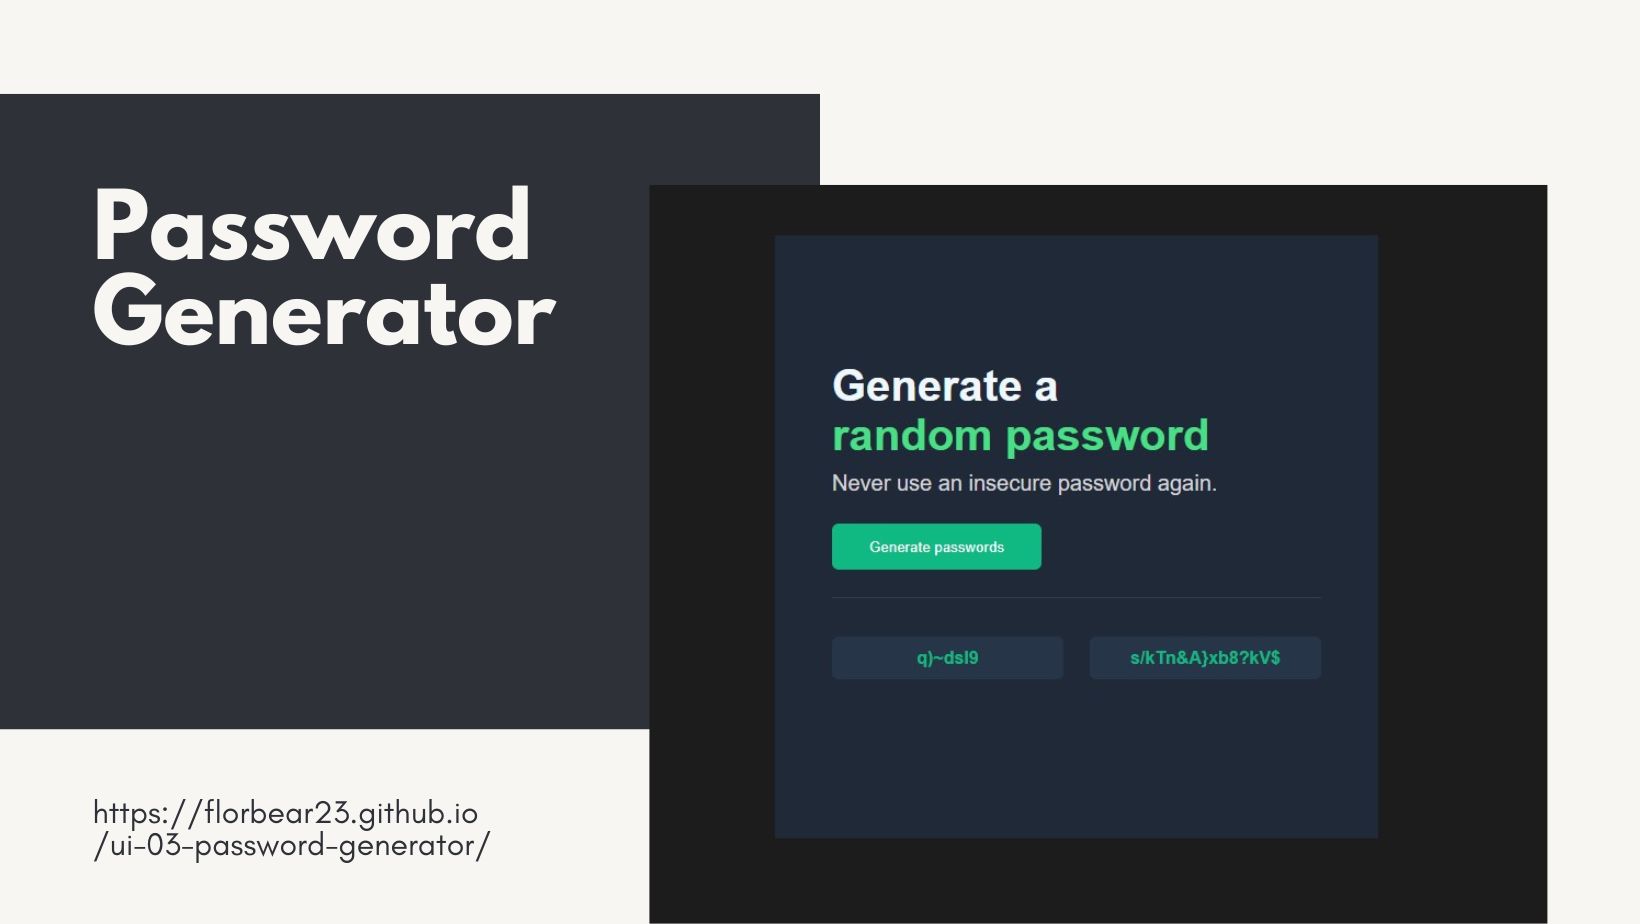 Password
Generator
Generate a
random password
Never use an insecure password again.
Generate passwords
q)~dsI9
s/kTn&A}xb8?kV$
https://florbear23.github.io
/ui-03-password-generator/